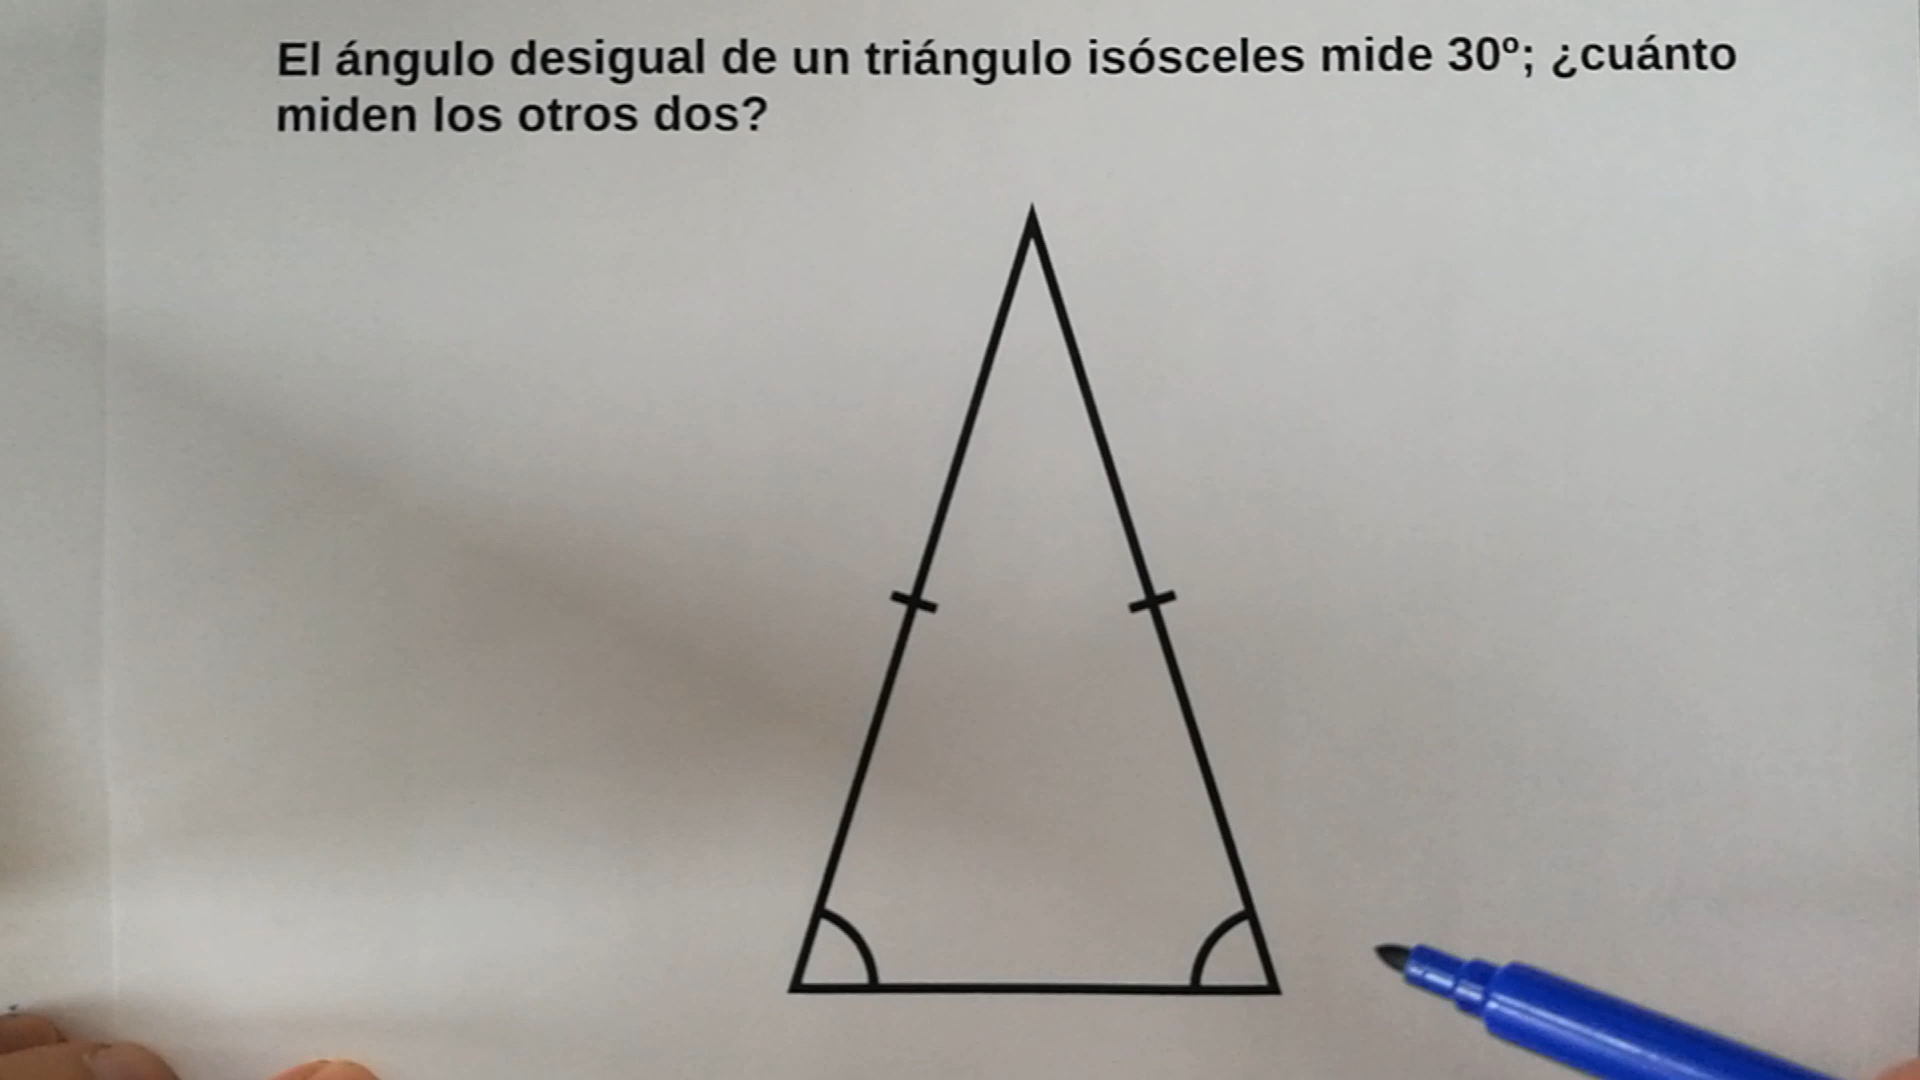 El ángulo desigual de un triángulo isósceles mide 30º; ¿cuánto
miden los otros dos?